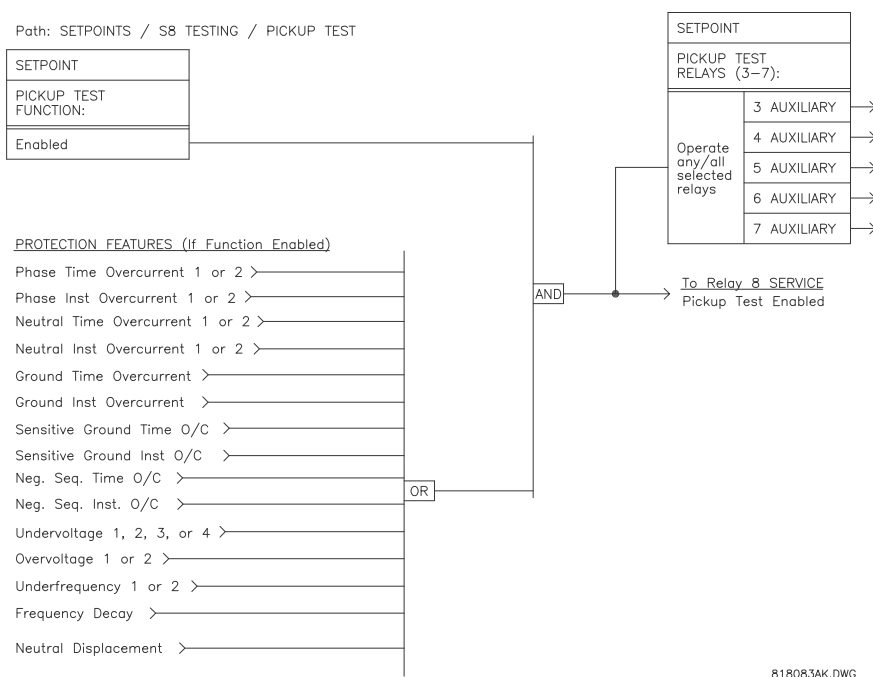 Path: SETPOINTS / S8 TESTING / PICKUP TEST
SETPOINT
PICKUP TEST
FUNCTION:
Enabled
SETPOINT
PICKUP TEST
RELAYS (3-7):
Operate
any/all
selected
relays
3 AUXILIARY
4 AUXILIARY
5 AUXILIARY
6 AUXILIARY
7 AUXILIARY
PROTECTION FEATURES (If Function Enabled)
Phase Time Overcurrent 1 or 2
Phase Inst Overcurrent 1 or 2
Neutral Time Overcurrent 1 or 2
Neutral Inst Overcurrent 1 or 2
Ground Time Overcurrent
Ground Inst Overcurrent
Sensitive Ground Time O/C
Sensitive Ground Inst O/C
Neg. Seq. Time O/C
Neg. Seq. Inst. O/C
Undervoltage 1, 2, 3, or 4
Overvoltage 1 or 2
Underfrequency 1 or 2
Frequency Decay
Neutral Displacement
OR
AND
To Relay 8 SERVICE
Pickup Test Enabled
818083AK.DWG